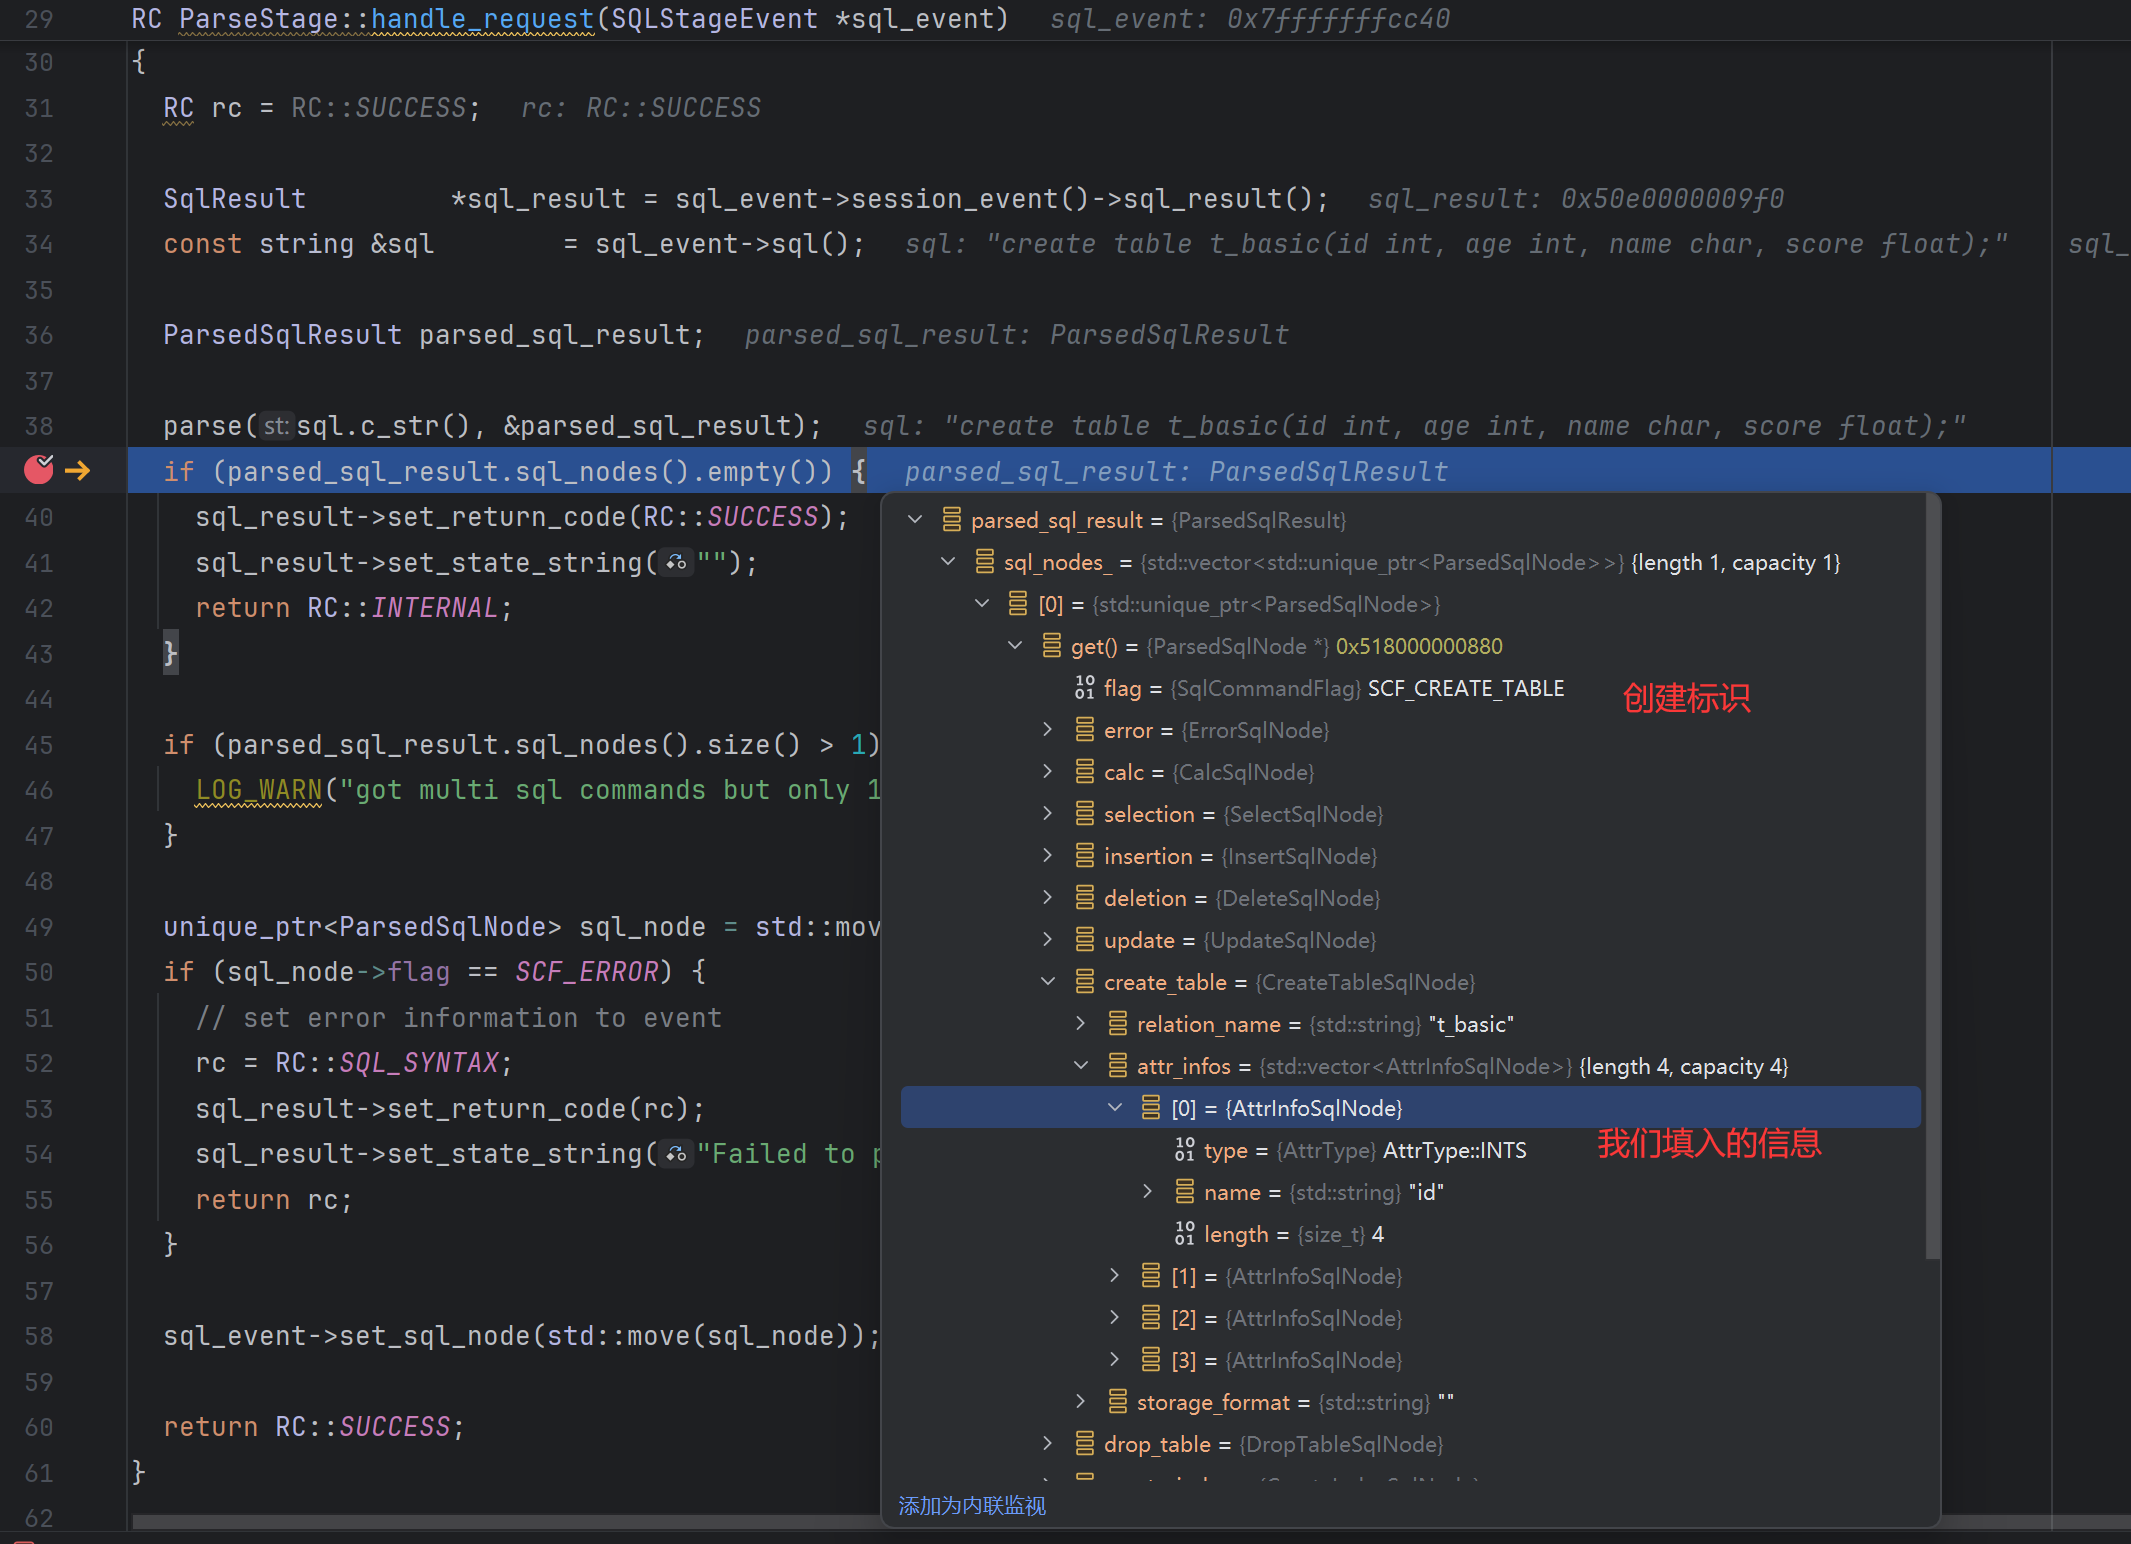 29 RC ParseStage::handle_request(SQLStageEvent *sql_event) sql_event: 0x7fffffffcc40
30 {
31 RC rc = RC::SUCCESS; rc: RC::SUCCESS
32
33 SqlResult *sql_result = sql_event->session_event()->sql_result(); sql_result: 0x50e0000009f0
34 const string &sql = sql_event->sql(); sql: "create table t_basic(id int, age int, name char, score float);" sql_
35
36 ParsedSqlResult parsed_sql_result; parsed_sql_result: ParsedSqlResult
37
38 parse(st: sql.c_str(), &parsed_sql_result); sql: "create table t_basic(id int, age int, name char, score float);"
if (parsed_sql_result.sql_nodes().empty()) { parsed_sql_result: ParsedSqlResult
40 sql_result->set_return_code(RC::SUCCESS);
41 sql_result->set_state_string("");
42 return RC::INTERNAL;
43 }
44
45 if (parsed_sql_result.sql_nodes().size() > 1)
46 LOG_WARN("got multi sql commands but only 1
47 }
48
49 unique_ptr<ParsedSqlNode> sql_node = std::mov
50 if (sql_node->flag == SCF_ERROR) {
51 // set error information to event
52 rc = RC::SQL_SYNTAX;
53 sql_result->set_return_code(rc);
54 sql_result->set_state_string("Failed to p
55 return rc;
56 }
57
58 sql_event->set_sql_node(std::move(sql_node));
59
60 return RC::SUCCESS;
61 }
62
parsed_sql_result = {ParsedSqlResult}
sql_nodes_ = {std::vector<std::unique_ptr<ParsedSqlNode>>} {length 1, capacity 1}
[0] = {std::unique_ptr<ParsedSqlNode>}
get() = {ParsedSqlNode *} 0x518000000880
flag = {SqlCommandFlag} SCF_CREATE_TABLE
创建标识
error = {ErrorSqlNode}
calc = {CalcSqlNode}
selection = {SelectSqlNode}
insertion = {InsertSqlNode}
deletion = {DeleteSqlNode}
update = {UpdateSqlNode}
create_table = {CreateTableSqlNode}
relation_name = {std::string} "t_basic"
attr_infos = {std::vector<AttrInfoSqlNode>} {length 4, capacity 4}
[0] = {AttrInfoSqlNode}
我们填入的信息
type = {AttrType} AttrType::INTS
name = {std::string} "id"
length = {size_t} 4
[1] = {AttrInfoSqlNode}
[2] = {AttrInfoSqlNode}
[3] = {AttrInfoSqlNode}
storage_format = {std::string} ""
drop_table = {DropTableSqlNode}
添加为内联监视